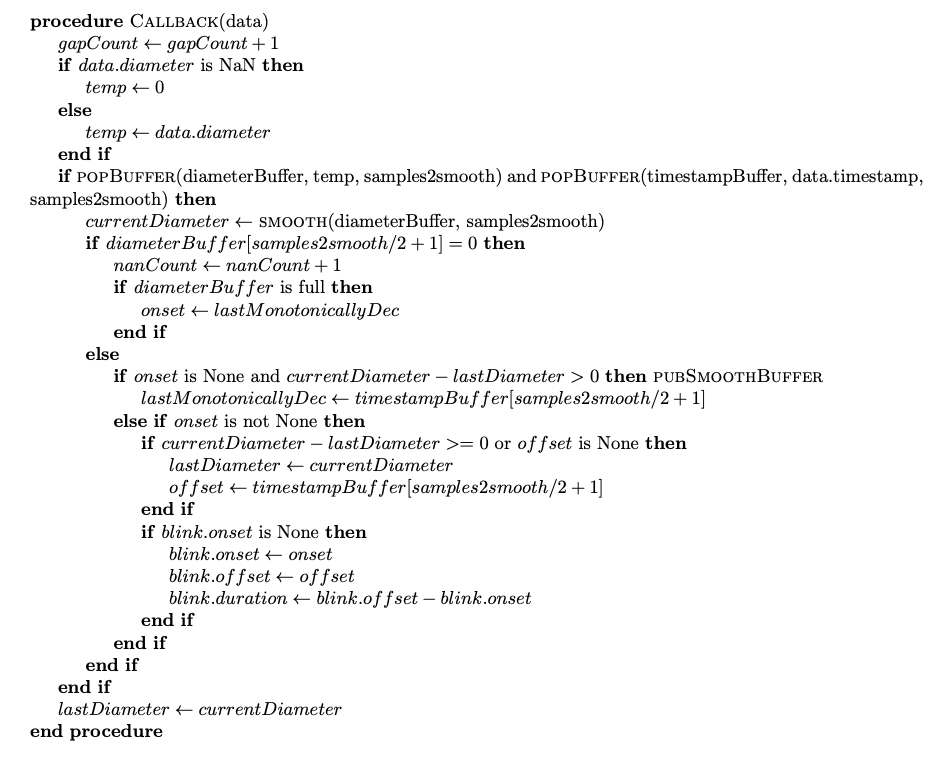 procedure CALLBACK(data)
gapCount ← gapCount + 1
if data.diameter is NaN then
temp ← 0
else
temp ← data.diameter
end if
if POPBUFFER(diameterBuffer, temp, samples2smooth) and POPBUFFER(timestampBuffer, data.timestamp,
samples2smooth) then
currentDiameter ← SMOOTH(diameterBuffer, samples2smooth)
if diameterBuffer[samples2smooth/2 + 1] = 0 then
nanCount ← nanCount + 1
if diameterBuffer is full then
onset ← lastMonotonicallyDec
end if
else
if onset is None and currentDiameter − lastDiameter > 0 then PUBSMOOTHBUFFER
lastMonotonicallyDec ← timestampBuffer[samples2smooth/2 + 1]
else if onset is not None then
if currentDiameter − lastDiameter >= 0 or offset is None then
lastDiameter ← currentDiameter
offset ← timestampBuffer[samples2smooth/2 + 1]
end if
if blink.onset is None then
blink.onset ← onset
blink.offset ← offset
blink.duration ← blink.offset − blink.onset
end if
end if
end if
end if
lastDiameter ← currentDiameter
end procedure